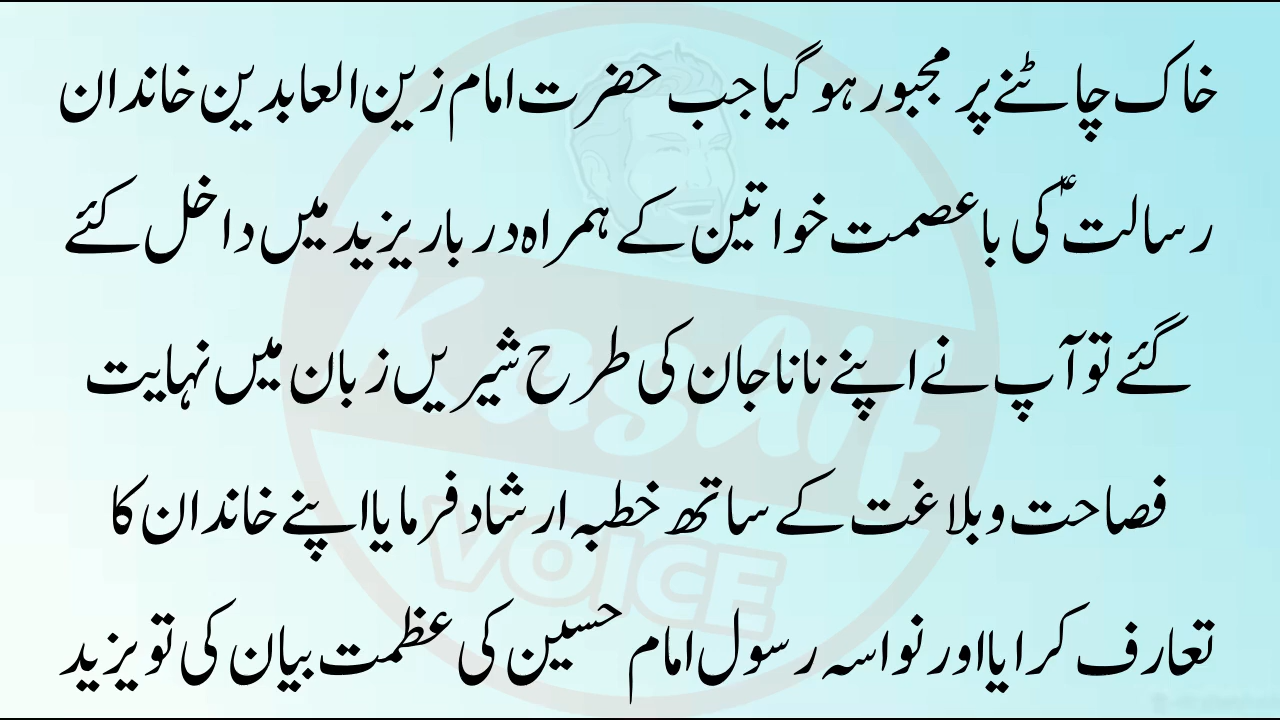 خاک چاٹنے پر مجبور ہو گیا جب حضرت امام زین العابدین خاندان
رسالت ؑ کی با عصمت خواتین کے ہمراہ دربار یزید میں داخل کئے
گئے تو آپ نے اپنے نانا جان کی طرح شیریں زبان میں نہایت
فصاحت و بلاغت کے ساتھ خطبہ ارشاد فرمایا اپنے خاندان کا
تعارف کرایا اور نواسہ رسول امام حسین کی عظمت بیان کی تو یزید
KasAif
VOICE